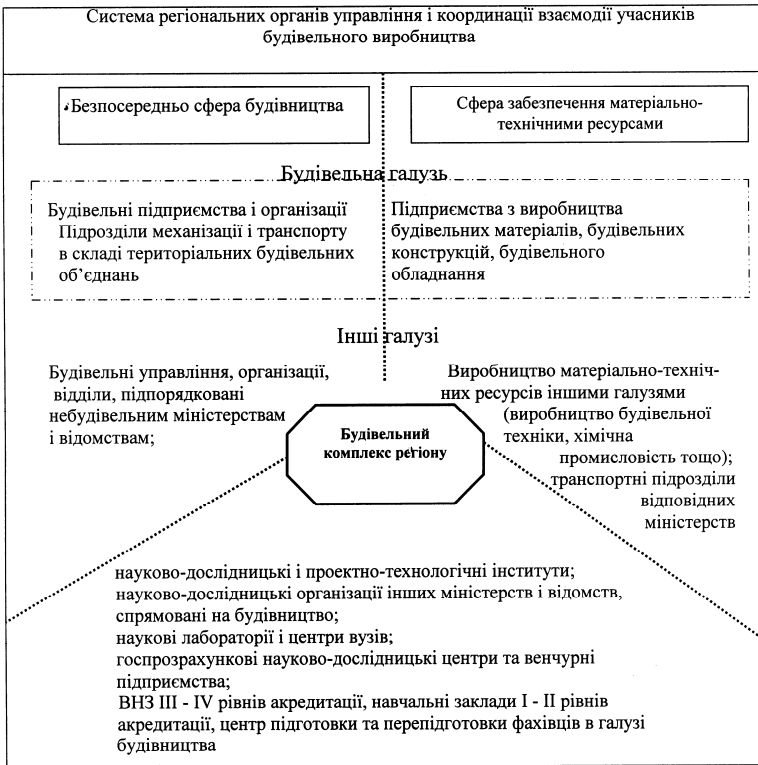 Система регіональних органів управління і координації взаємодії учасників
будівельного виробництва
Безпосередньо сфера будівництва
Сфера забезпечення матеріально-
технічними ресурсами
Будівельна галузь
Будівельні підприємства і організації
Підрозділи механізації і транспорту
в складі територіальних будівельних
об’єднань
Підприємства з виробництва
будівельних матеріалів, будівельних
конструкцій, будівельного
обладнання
Інші галузі
Будівельні управління, організації,
відділи, підпорядковані
небудівельним міністерствам
і відомствам;
Виробництво матеріально-техніч-
них ресурсів іншими галузями
(виробництво будівельної
техніки, хімічна
промисловість тощо);
транспортні підрозділи
відповідних
міністерств
Будівельний
комплекс регіону
науково-дослідницькі і проектно-технологічні інститути;
науково-дослідницькі організації інших міністерств і відомств,
спрямовані на будівництво;
наукові лабораторії і центри вузів;
госпрозрахункові науково-дослідницькі центри та венчурні
підприємства;
ВНЗ III - IV рівнів акредитації, навчальні заклади I - II рівнів
акредитації, центр підготовки та перепідготовки фахівців в галузі
будівництва